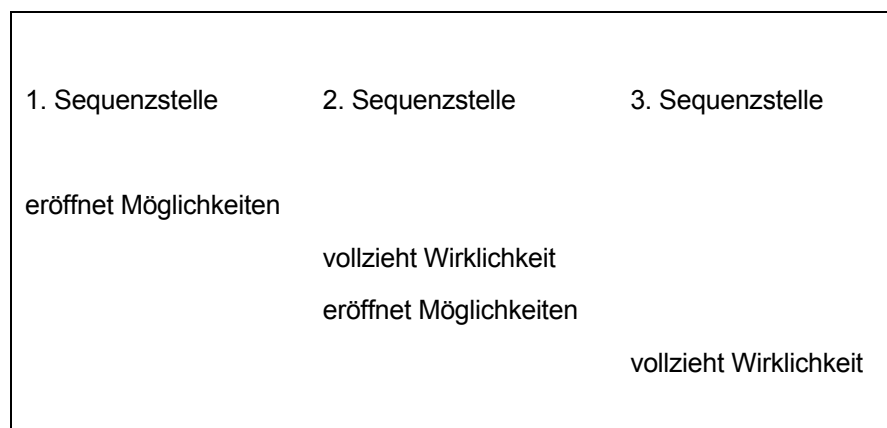 1. Sequenzstelle 2. Sequenzstelle 3. Sequenzstelle
eröffnet Möglichkeiten
vollzieht Wirklichkeit
eröffnet Möglichkeiten
vollzieht Wirklichkeit